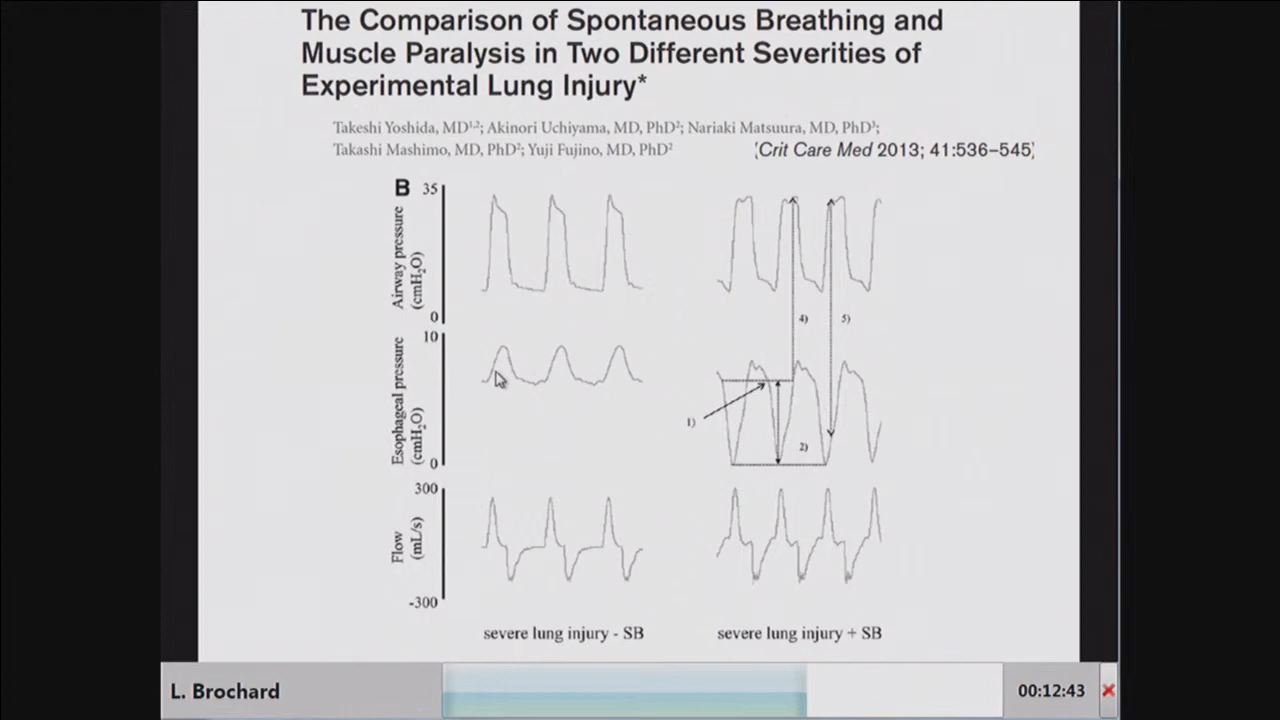 The Comparison of Spontaneous Breathing and
Muscle Paralysis in Two Different Severities of
Experimental Lung Injury*
Takeshi Yoshida, MD1,2; Akinori Uchiyama, MD, PhD2; Nariaki Matsuura, MD, PhD3;
Takashi Mashimo, MD, PhD2; Yuji Fujino, MD, PhD2
(Crit Care Med 2013; 41:536–545)
B
35
Airway pressure
(cmH2O)
0
4)
5)
10
Esophageal pressure
(cmH2O)
0
1)
2)
300
Flow
(mL/s)
-300
severe lung injury - SB
severe lung injury + SB
L. Brochard
00:12:43